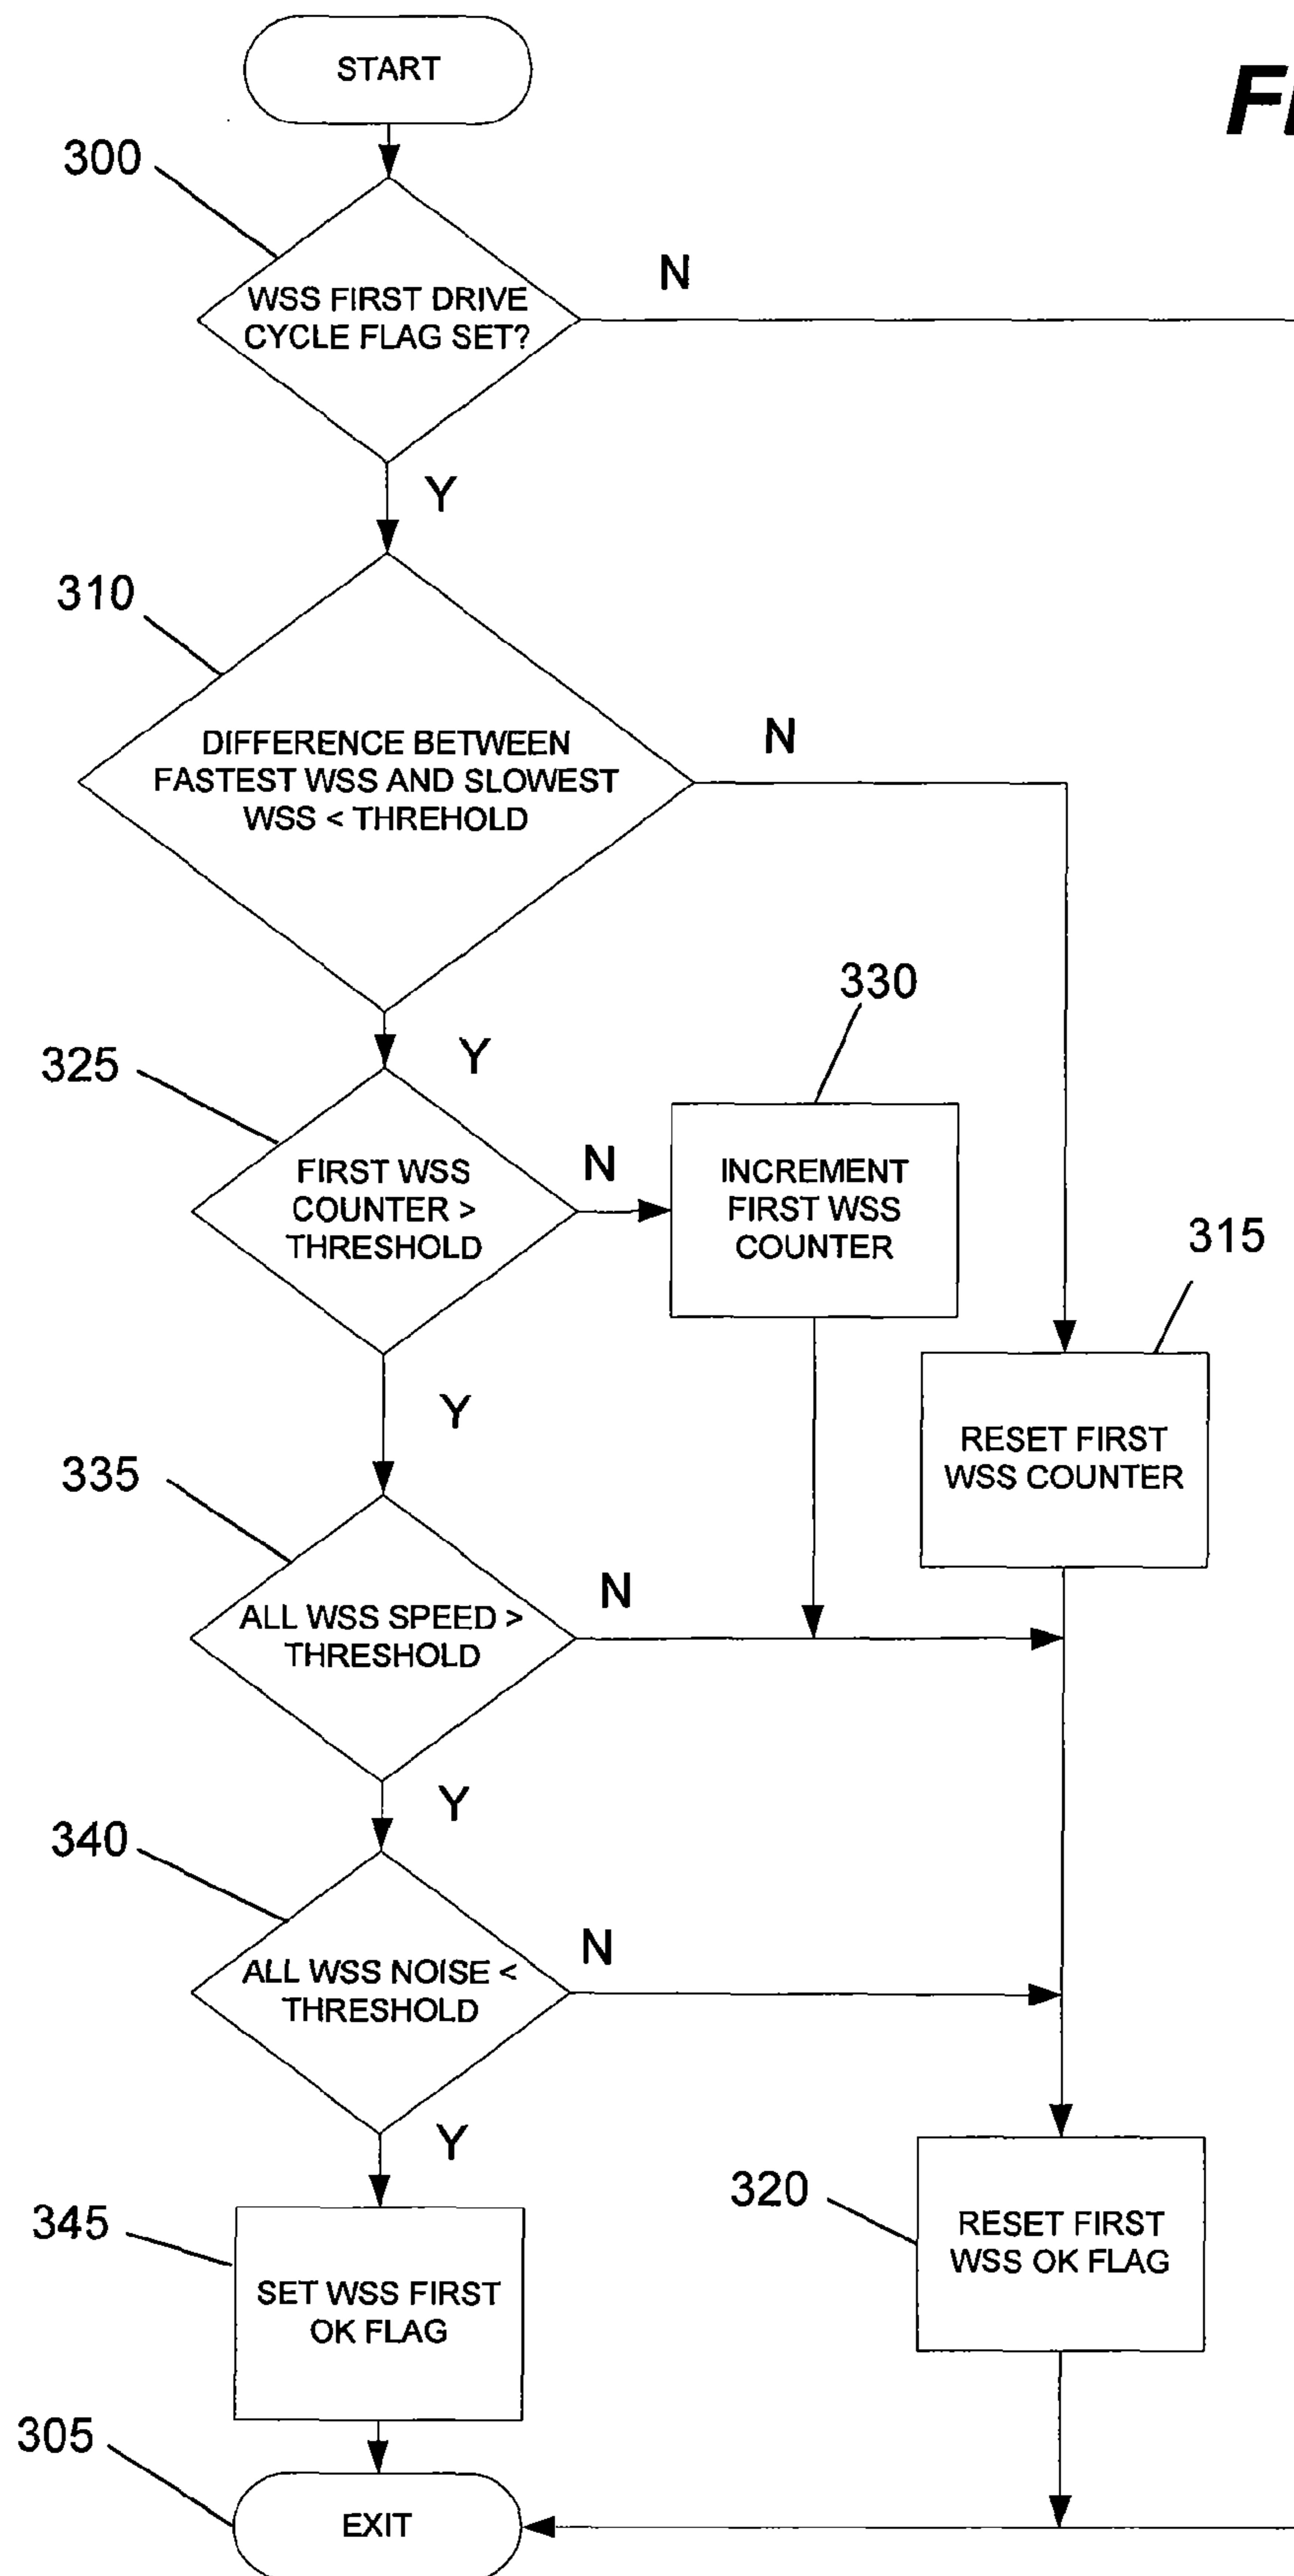 START
FI
300
WSS FIRST DRIVE
CYCLE FLAG SET?
N
Y
310
DIFFERENCE BETWEEN
FASTEST WSS AND SLOWEST
WSS < THREHOLD
N
Y
325
FIRST WSS
COUNTER >
THRESHOLD
N
330
INCREMENT
FIRST WSS
COUNTER
315
RESET FIRST
WSS COUNTER
Y
335
ALL WSS SPEED >
THRESHOLD
N
Y
340
ALL WSS NOISE <
THRESHOLD
N
Y
345
SET WSS FIRST
OK FLAG
320
RESET FIRST
WSS OK FLAG
305
EXIT